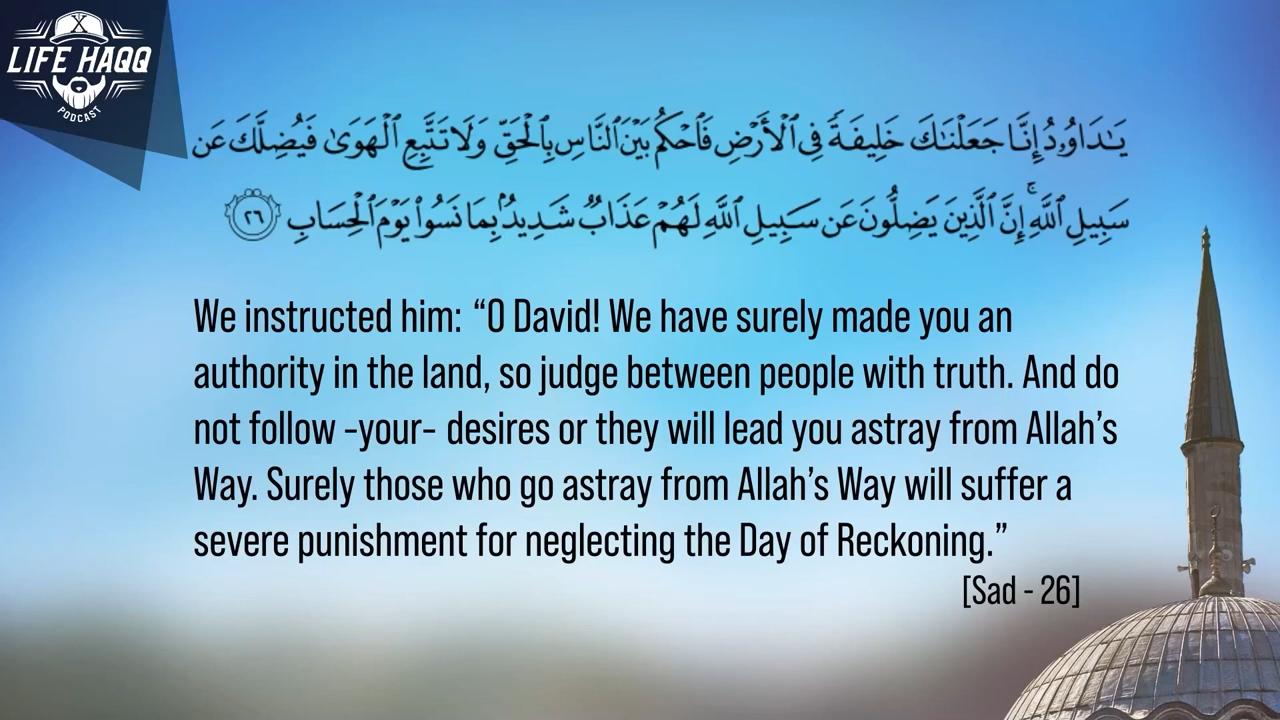 LIFE HAQQ
PODCAST
يَـٰدَاوُۥدُ إِنَّا جَعَلْنَـٰكَ خَلِيفَةً فِى ٱلْأَرْضِ فَٱحْكُم بَيْنَ ٱلنَّاسِ بِٱلْحَقِّ وَلَا تَتَّبِعِ ٱلْهَوَىٰ فَيُضِلَّكَ عَن
سَبِيلِ ٱللَّهِ ۚ إِنَّ ٱلَّذِينَ يَضِلُّونَ عَن سَبِيلِ ٱللَّهِ لَهُمْ عَذَابٌ شَدِيدٌۢ بِمَا نَسُوا۟ يَوْمَ ٱلْحِسَابِ ٢٦
We instructed him: “O David! We have surely made you an
authority in the land, so judge between people with truth. And do
not follow -your- desires or they will lead you astray from Allah’s
Way. Surely those who go astray from Allah’s Way will suffer a
severe punishment for neglecting the Day of Reckoning.”
[Sad - 26]